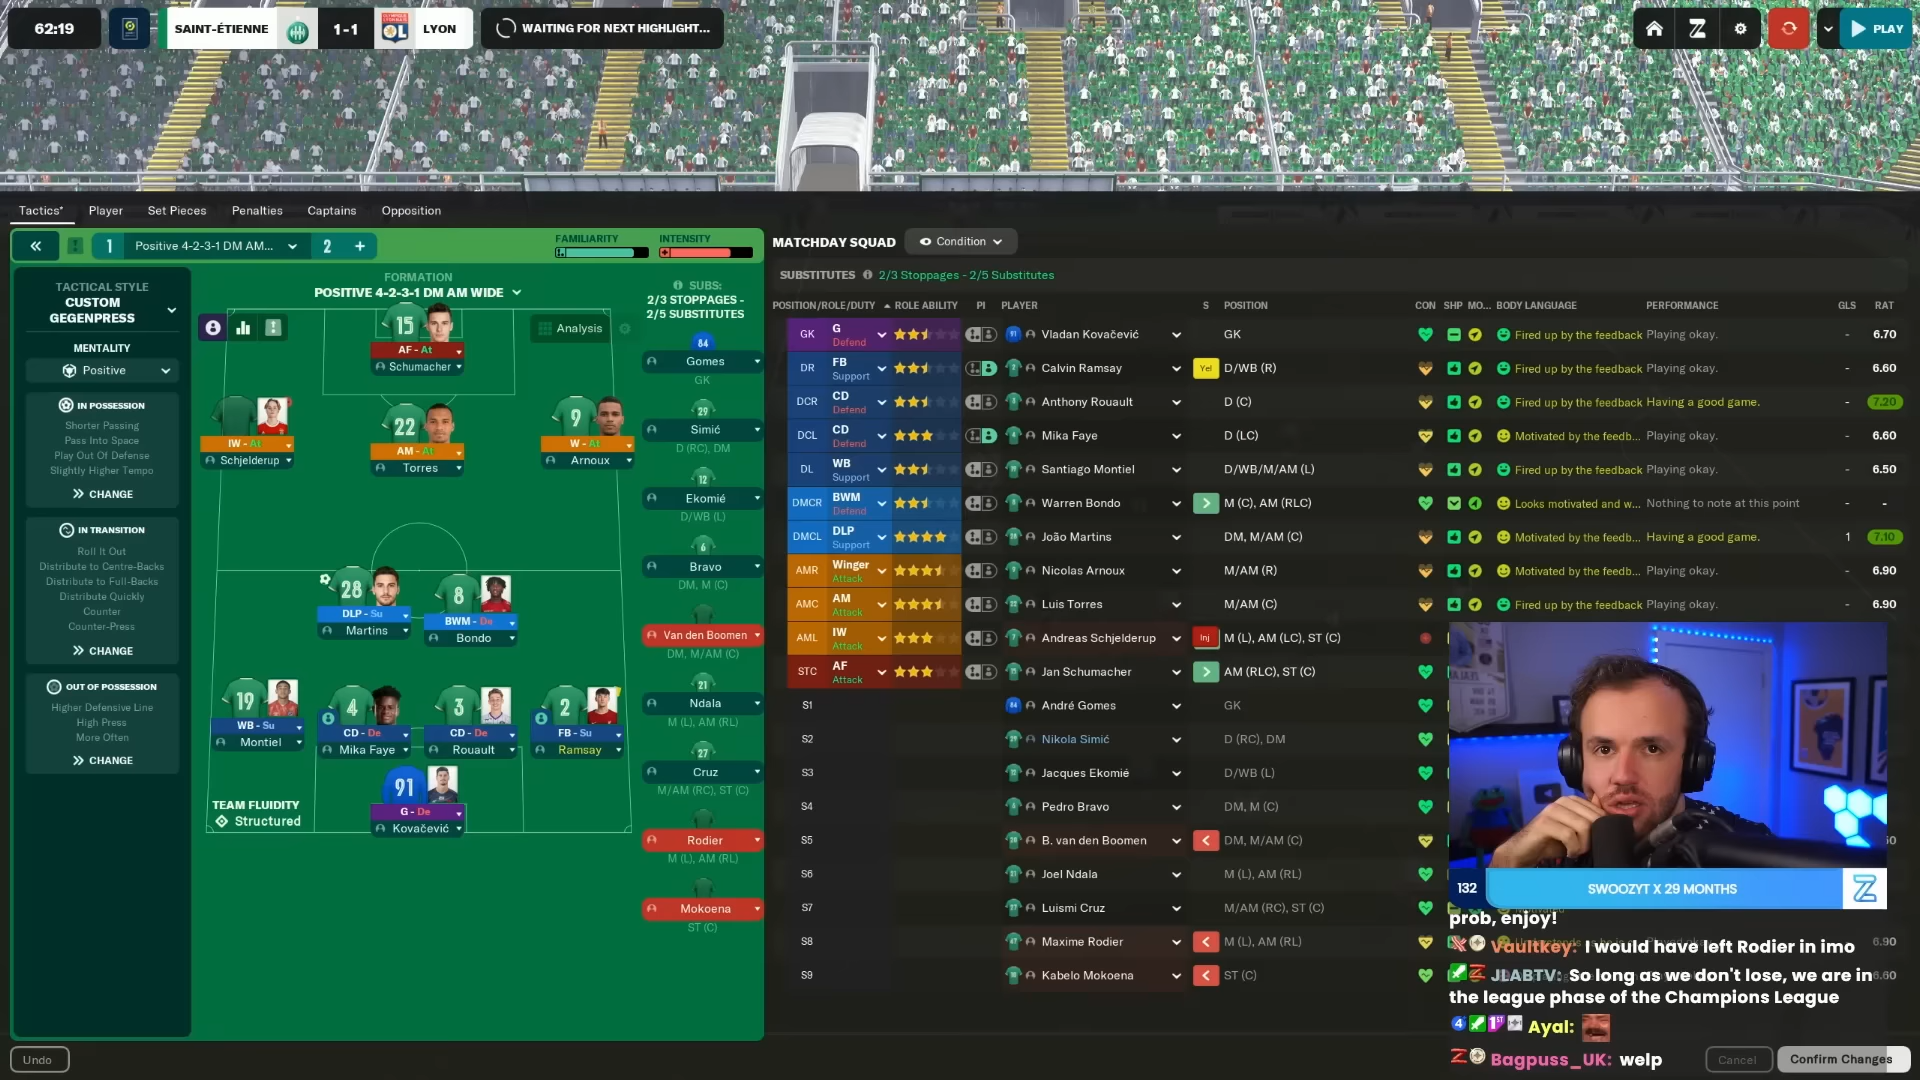 62:19
SAINT-ÉTIENNE
1-1
LYON
WAITING FOR NEXT HIGHLIGHT...
PLAY
Tactics*
Player
Set Pieces
Penalties
Captains
Opposition
1
Positive 4-2-3-1 DM AM...
2
FAMILIARITY
INTENSITY
TACTICAL STYLE
CUSTOM
GEGENPRESS
MENTALITY
Positive
IN POSSESSION
Shorter Passing
Pass Into Space
Play Out Of Defense
Slightly Higher Tempo
CHANGE
IN TRANSITION
Roll It Out
Distribute to Centre-Backs
Distribute to Full-Backs
Distribute Quickly
Counter
Counter-Press
CHANGE
OUT OF POSSESSION
Higher Defensive Line
High Press
More Often
CHANGE
FORMATION
POSITIVE 4-2-3-1 DM AM WIDE
Analysis
15
AF - At
Schumacher
IW - At
Schjelderup
22
AM - At
Torres
9
W - At
Arnoux
28
DLP - Su
Martins
8
BWM - De
Bondo
19
WB - Su
Montiel
4
CD - De
Mika Faye
3
CD - De
Rouault
2
FB - Su
Ramsay
91
G - De
Kovačević
TEAM FLUIDITY
Structured
SUBS:
2/3 STOPPAGES -
2/5 SUBSTITUTES
84
Gomes
GK
29
Simić
D (RC), DM
12
Ekomié
D/WB (L)
6
Bravo
DM, M (C)
Van den Boomen
DM, M/AM (C)
21
Ndala
M (L), AM (RL)
27
Cruz
M/AM (RC), ST (C)
Rodier
M (L), AM (RL)
Mokoena
ST (C)
MATCHDAY SQUAD
Condition
SUBSTITUTES 2/3 Stoppages - 2/5 Substitutes
POSITION/ROLE/DUTY ROLE ABILITY PI PLAYER S POSITION CON SHP MO... BODY LANGUAGE PERFORMANCE GLS RAT
GK G Defend Vladan Kovačević GK Fired up by the feedback Playing okay. - 6.70
DR FB Support Calvin Ramsay Yel D/WB (R) Fired up by the feedback Playing okay. - 6.60
DCR CD Defend Anthony Rouault D (C) Fired up by the feedback Having a good game. - 7.20
DCL CD Defend Mika Faye D (LC) Motivated by the feedb... Playing okay. - 6.60
DL WB Support Santiago Montiel D/WB/M/AM (L) Fired up by the feedback Playing okay. - 6.50
DMCR BWM Defend Warren Bondo M (C), AM (RLC) Looks motivated and w... Nothing to note at this point - -
DMCL DLP Support João Martins DM, M/AM (C) Motivated by the feedb... Having a good game. 1 7.10
AMR Winger Attack Nicolas Arnoux M/AM (R) Motivated by the feedb... Playing okay. - 6.90
AMC AM Attack Luis Torres M/AM (C) Fired up by the feedback Playing okay. - 6.90
AML IW Attack Andreas Schjelderup Inj M (L), AM (LC), ST (C)
STC AF Attack Jan Schumacher AM (RLC), ST (C)
S1 André Gomes GK
S2 Nikola Simić D (RC), DM
S3 Jacques Ekomié D/WB (L)
S4 Pedro Bravo DM, M (C)
S5 B. van den Boomen DM, M/AM (C)
S6 Joel Ndala M (L), AM (RL)
S7 Luismi Cruz M/AM (RC), ST (C)
S8 Maxime Rodier M (L), AM (RL) 6.90
S9 Kabelo Mokoena ST (C) 6.60
132
SWOOZYT X 29 MONTHS
prob, enjoy!
Vaultkey: I would have left Rodier in imo
JLABTV: So long as we don't lose, we are in
the league phase of the Champions League
Ayal:
Bagpuss_UK: welp
Undo
Cancel
Confirm Changes